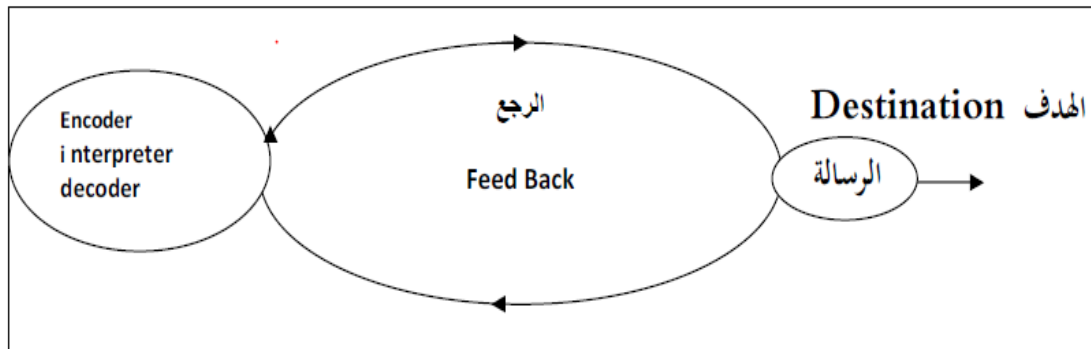 Encoder
i nterpreter
decoder
الرجع
Feed Back
Destination الهدف
الرسالة